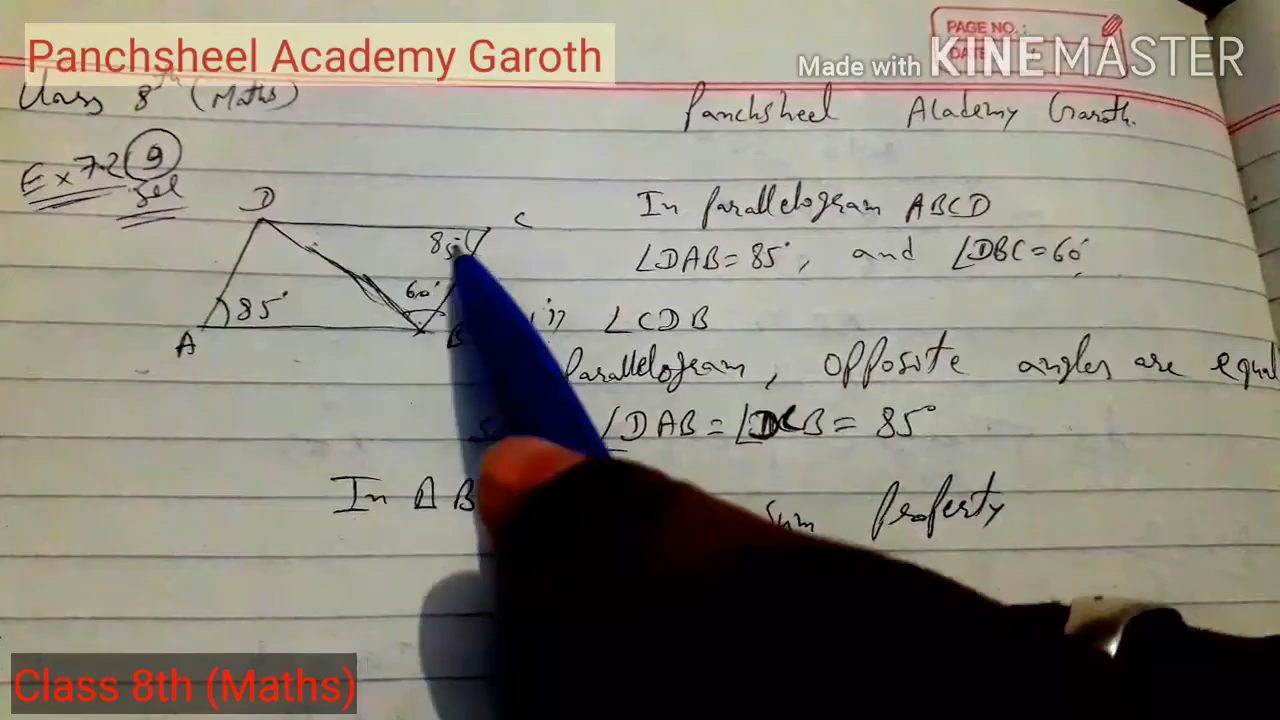 Panchsheel Academy Garoth
PAGE NO.:
DATE
Made with KINEMASTER
Class 8th (Maths)
Panchsheel Academy Garoth.
Ex 7.2 9
Sol
D
C
85°
60°
85°
A
B
In parallelogram ABCD
∠DAB = 85°, and ∠DBC = 60°
∠CDB
Parallelogram, opposite angles are equal
∠DAB = ∠DCB = 85°
In Δ B
Sum Property
Class 8th (Maths)